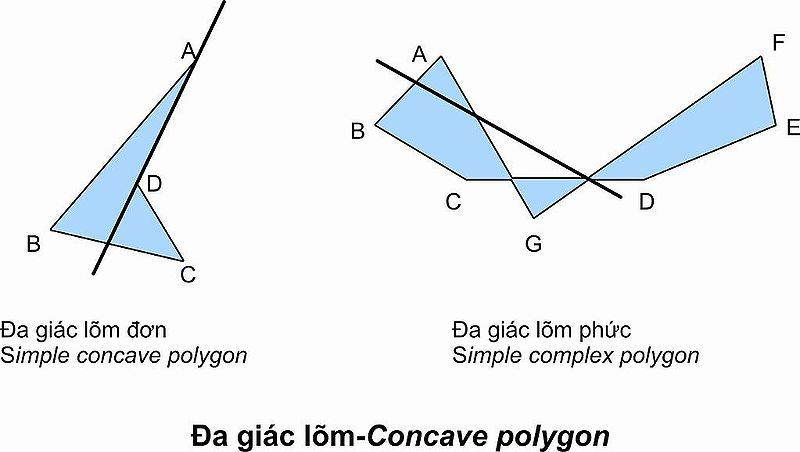 A
D
B
C
A
B
C
G
D
E
F
Đa giác lõm đơn
Simple concave polygon
Đa giác lõm phức
Simple complex polygon
Đa giác lõm-Concave polygon